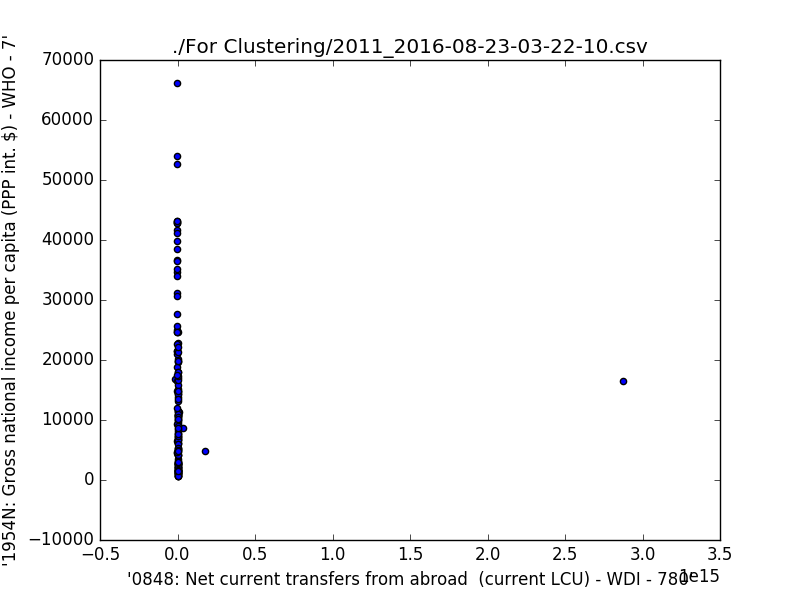 ./For Clustering/2011_2016-08-23-03-22-10.csv
'1954N: Gross national income per capita (PPP int. $) - WHO - 7'
70000
60000
50000
40000
30000
20000
10000
0
−10000
−0.5 0.0 0.5 1.0 1.5 2.0 2.5 3.0 3.5
1e15
'0848: Net current transfers from abroad (current LCU) - WDI - 780'